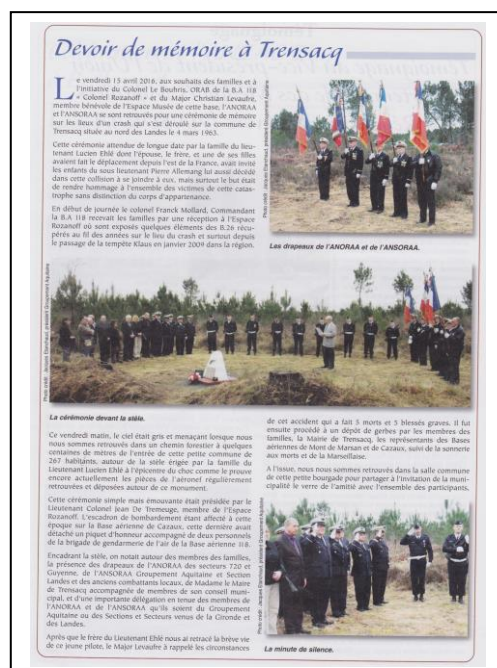 Devoir de mémoire à Trensacq
Le vendredi 15 avril 2016, aux souhaits des familles et à
l'initiative du Colonel Le Bouhris, ORAB de la base 118
« Colonel Rozanoff » et du Major Christian Levaufre,
membre bénévole de l'Espace Musée de cette base, l'ANORAA
et l'ANSORAA se sont retrouvés pour une cérémonie de mémoire
sur les lieux d'un crash qui s'est déroulé sur la commune de
Trensacq située au nord des Landes le 4 mars 1963.
Cette cérémonie attendue de longue date par la famille du lieu-
tenant Lucien Ehlé dont l'épouse, le frère, et une de ses filles
avaient fait le déplacement depuis l'est de la France, avait invité
les enfants du sous lieutenant Pierre Allemang lui aussi décédé
dans cette collision à se joindre à eux, mais surtout le but était
de rendre hommage à l'ensemble des victimes de cette catas-
trophe sans distinction du corps d'appartenance.
En début de journée le colonel Franck Mollard, Commandant
la B.A 118 recevait les familles par une réception à l'Espace
Rozanoff où sont exposés quelques éléments des B.26 récu-
pérés au fil des années sur le lieu du crash et surtout depuis
le passage de la tempête Klaus en janvier 2009 dans la région.
Les drapeaux de l'ANORAA et de l'ANSORAA.
La cérémonie devant la stèle.
Ce vendredi matin, le ciel était gris et menaçant lorsque nous
nous sommes retrouvés dans un chemin forestier à quelques
centaines de mètres de l'entrée de cette petite commune de
267 habitants, autour de la stèle érigée par la famille du
Lieutenant Lucien Ehlé à l'épicentre du choc comme le prouve
encore actuellement les pièces de l'aéronef régulièrement
retrouvées et déposées autour de ce monument.
Cette cérémonie simple mais émouvante était présidée par le
Lieutenant Colonel Jean De Tremeuge, membre de l'Espace
Rozanoff. L'escadron de bombardement étant affecté à cette
époque sur la Base aérienne de Cazaux, cette dernière avait
détaché un piquet d'honneur accompagné de deux personnels
de la brigade de gendarmerie de l'air de la Base aérienne 118.
Encadrant la stèle, on notait autour des membres des familles,
la présence des drapeaux de l'ANORAA des secteurs 720 et
Guyenne, de l'ANSORAA Groupement Aquitaine et Section
Landes et des anciens combattants locaux, de Madame le Maire
de Trensacq accompagnée de membres de son conseil muni-
cipal, et d'une importante délégation en tenue des membres de
l'ANORAA et de l'ANSORAA qu'ils soient du Groupement
Aquitaine ou des Sections et Secteurs venus de la Gironde et
des Landes.
Après que le frère du Lieutenant Ehlé nous ai retracé la brève vie
de ce jeune pilote, le Major Levaufre à rappelé les circonstances
de cet accident qui a fait 5 morts et 5 blessés graves. Il fut
ensuite procédé à un dépôt de gerbes par les membres des
familles, la Mairie de Trensacq, les représentants des Bases
aériennes de Mont de Marsan et de Cazaux, suivi de la sonnerie
aux morts et de la Marseillaise.
A l'issue, nous nous sommes retrouvés dans la salle commune
de cette petite bourgade pour partager à l'invitation de la muni-
cipalité le verre de l'amitié avec l'ensemble des participants.
La minute de silence.